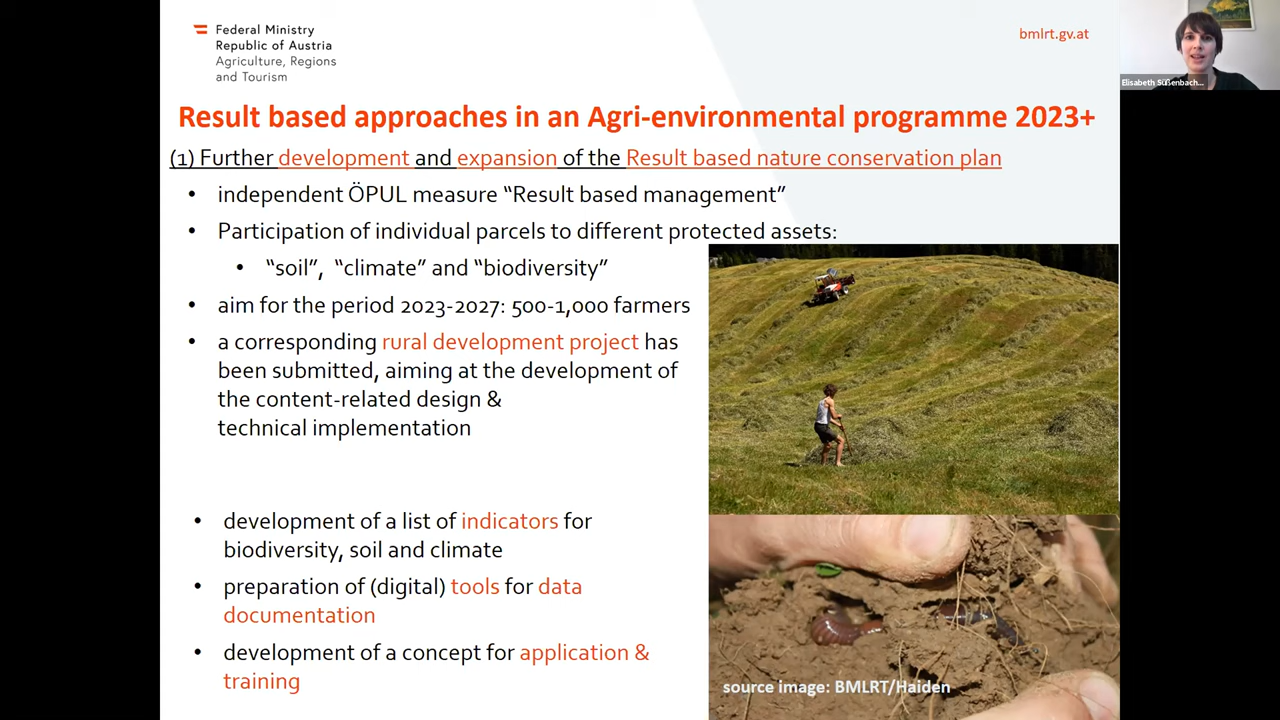 Federal Ministry
Republic of Austria
Agriculture, Regions
and Tourism
bmlrt.gv.at
Elisabeth Süßenbach...
Result based approaches in an Agri-environmental programme 2023+
(1) Further development and expansion of the Result based nature conservation plan
• independent ÖPUL measure “Result based management”
• Participation of individual parcels to different protected assets:
• “soil”, “climate” and “biodiversity”
• aim for the period 2023-2027: 500-1,000 farmers
• a corresponding rural development project has
been submitted, aiming at the development of
the content-related design &
technical implementation
• development of a list of indicators for
biodiversity, soil and climate
• preparation of (digital) tools for data
documentation
• development of a concept for application &
training
source image: BMLRT/Haiden